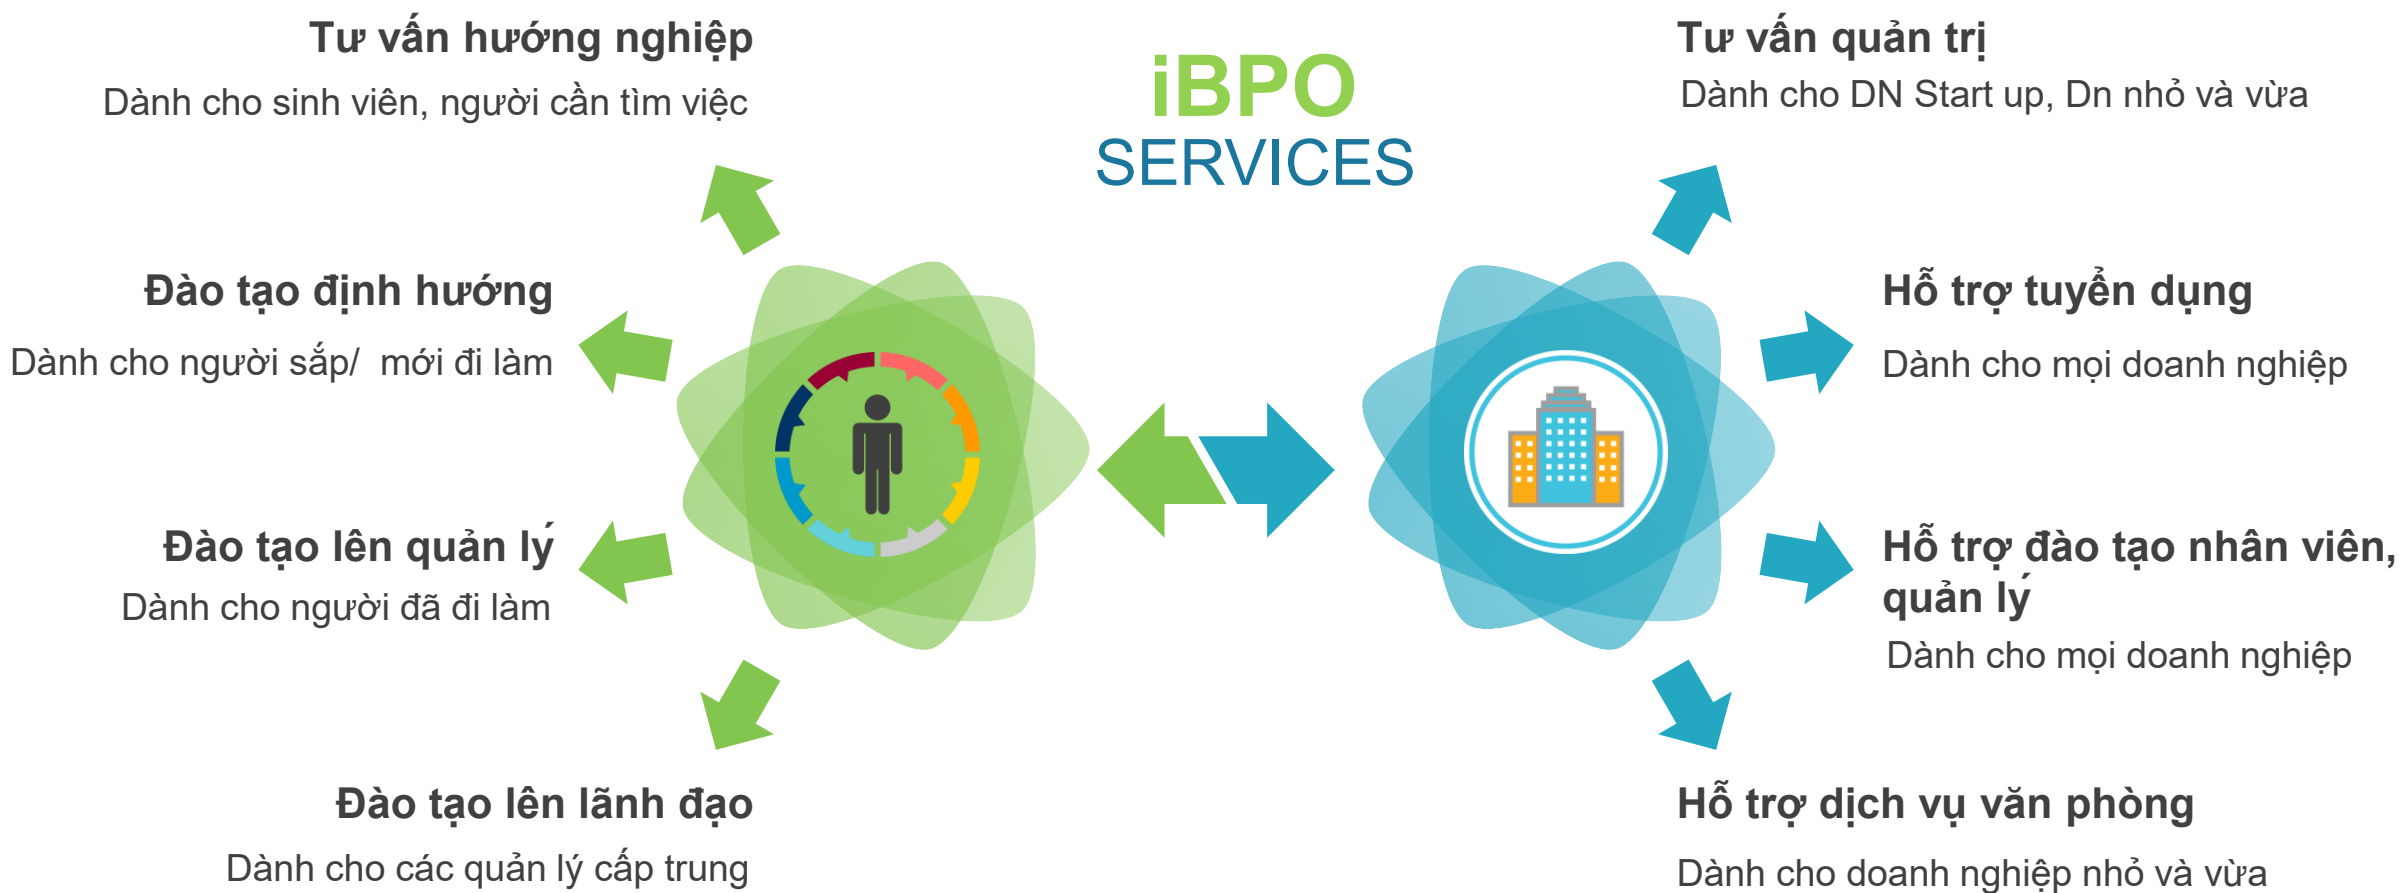 iBPO
SERVICES
Tư vấn hướng nghiệp
Dành cho sinh viên, người cần tìm việc
Đào tạo định hướng
Dành cho người sắp/  mới đi làm
Đào tạo lên quản lý
Dành cho người đã đi làm
Đào tạo lên lãnh đạo
Dành cho các quản lý cấp trung
Tư vấn quản trị
Dành cho DN Start up, Dn nhỏ và vừa
Hỗ trợ tuyển dụng
Dành cho mọi doanh nghiệp
Hỗ trợ đào tạo nhân viên,
quản lý
Dành cho mọi doanh nghiệp
Hỗ trợ dịch vụ văn phòng
Dành cho doanh nghiệp nhỏ và vừa